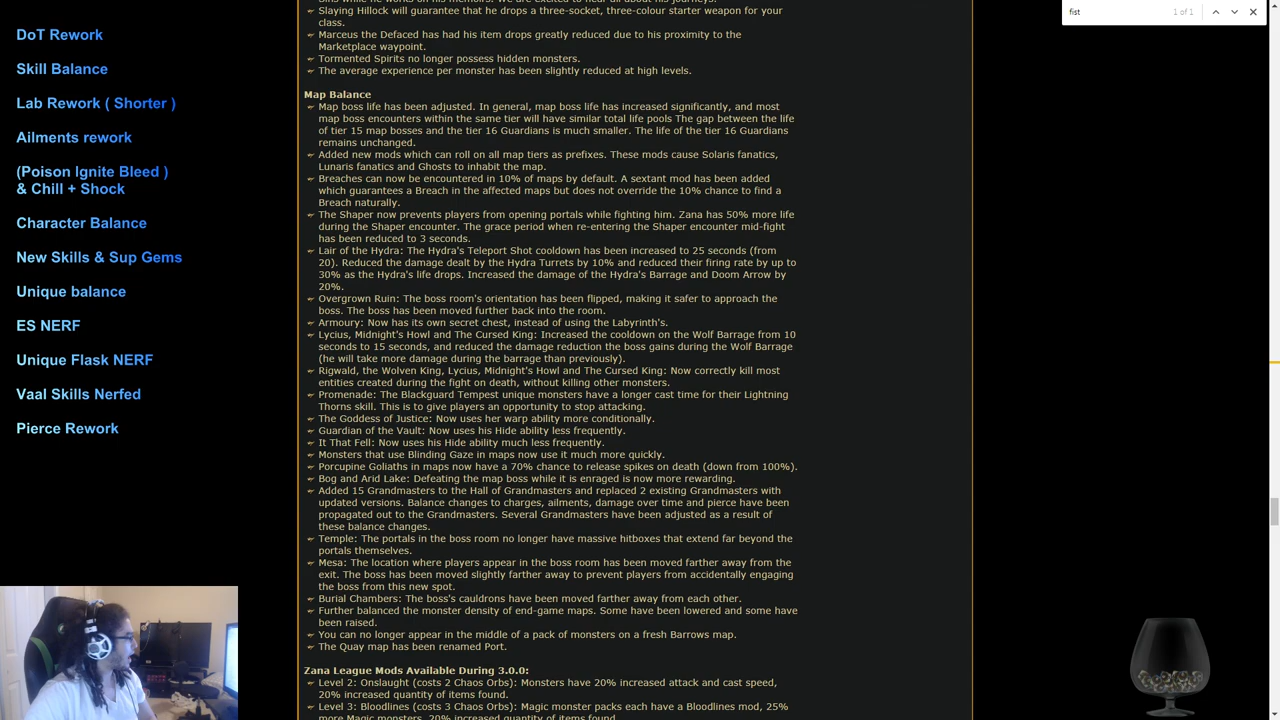 DoT Rework
Skill Balance
Lab Rework ( Shorter )
Ailments rework
(Poison Ignite Bleed )
& Chill + Shock
Character Balance
New Skills & Sup Gems
Unique balance
ES NERF
Unique Flask NERF
Vaal Skills Nerfed
Pierce Rework
Slaying Hillock will guarantee that he drops a three-socket, three-colour starter weapon for your
class.
Marceus the Defaced has had his item drops greatly reduced due to his proximity to the
Marketplace waypoint.
Tormented Spirits no longer possess hidden monsters.
The average experience per monster has been slightly reduced at high levels.
Map Balance
Map boss life has been adjusted. In general, map boss life has increased significantly, and most
map boss encounters within the same tier will have similar total life pools The gap between the life
of tier 15 map bosses and the tier 16 Guardians is much smaller. The life of the tier 16 Guardians
remains unchanged.
Added new mods which can roll on all map tiers as prefixes. These mods cause Solaris fanatics,
Lunaris fanatics and Ghosts to inhabit the map.
Breaches can now be encountered in 10% of maps by default. A sextant mod has been added
which guarantees a Breach in the affected maps but does not override the 10% chance to find a
Breach naturally.
The Shaper now prevents players from opening portals while fighting him. Zana has 50% more life
during the Shaper encounter. The grace period when re-entering the Shaper encounter mid-fight
has been reduced to 3 seconds.
Lair of the Hydra: The Hydra's Teleport Shot cooldown has been increased to 25 seconds (from
20). Reduced the damage dealt by the Hydra Turrets by 10% and reduced their firing rate by up to
30% as the Hydra's life drops. Increased the damage of the Hydra's Barrage and Doom Arrow by
20%.
Overgrown Ruin: The boss room's orientation has been flipped, making it safer to approach the
boss. The boss has been moved further back into the room.
Armoury: Now has its own secret chest, instead of using the Labyrinth's.
Lycius, Midnight's Howl and The Cursed King: Increased the cooldown on the Wolf Barrage from 10
seconds to 15 seconds, and reduced the damage reduction the boss gains during the Wolf Barrage
(he will take more damage during the barrage than previously).
Rigwald, the Wolven King, Lycius, Midnight's Howl and The Cursed King: Now correctly kill most
entities created during the fight on death, without killing other monsters.
Promenade: The Blackguard Tempest unique monsters have a longer cast time for their Lightning
Thorns skill. This is to give players an opportunity to stop attacking.
The Goddess of Justice: Now uses her warp ability more conditionally.
Guardian of the Vault: Now uses his Hide ability less frequently.
It That Fell: Now uses his Hide ability much less frequently.
Monsters that use Blinding Gaze in maps now use it much more quickly.
Porcupine Goliaths in maps now have a 70% chance to release spikes on death (down from 100%).
Bog and Arid Lake: Defeating the map boss while it is enraged is now more rewarding.
Added 15 Grandmasters to the Hall of Grandmasters and replaced 2 existing Grandmasters with
updated versions. Balance changes to charges, ailments, damage over time and pierce have been
propagated out to the Grandmasters. Several Grandmasters have been adjusted as a result of
these balance changes.
Temple: The portals in the boss room no longer have massive hitboxes that extend far beyond the
portals themselves.
Mesa: The location where players appear in the boss room has been moved farther away from the
exit. The boss has been moved slightly farther away to prevent players from accidentally engaging
the boss from this new spot.
Burial Chambers: The boss's cauldrons have been moved farther away from each other.
Further balanced the monster density of end-game maps. Some have been lowered and some have
been raised.
You can no longer appear in the middle of a pack of monsters on a fresh Barrows map.
The Quay map has been renamed Port.
Zana League Mods Available During 3.0.0:
Level 2: Onslaught (costs 2 Chaos Orbs): Monsters have 20% increased attack and cast speed,
20% increased quantity of items found.
Level 3: Bloodlines (costs 3 Chaos Orbs): Magic monster packs each have a Bloodlines mod, 25%
more Magic monsters, 20% increased quantity of items found
fist
1 of 1